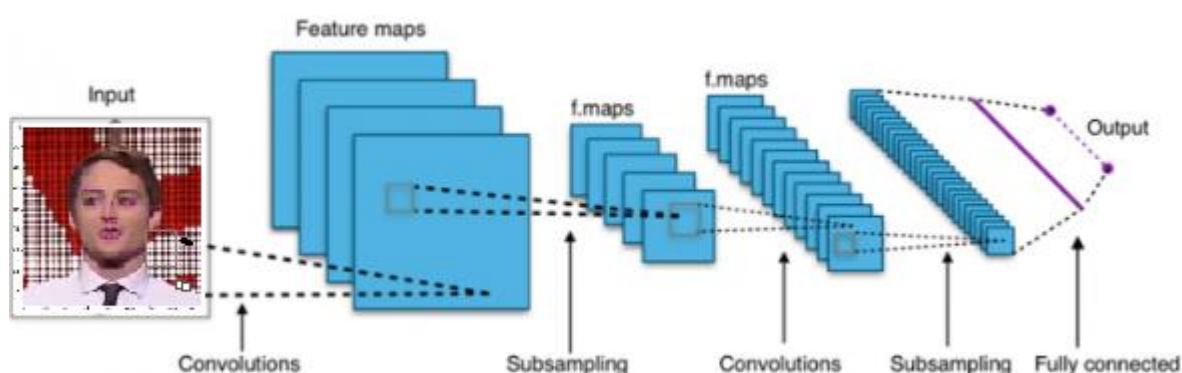 Feature maps
Input
f.maps
f.maps
Output
Convolutions
Subsampling
Convolutions
Subsampling
Fully connected